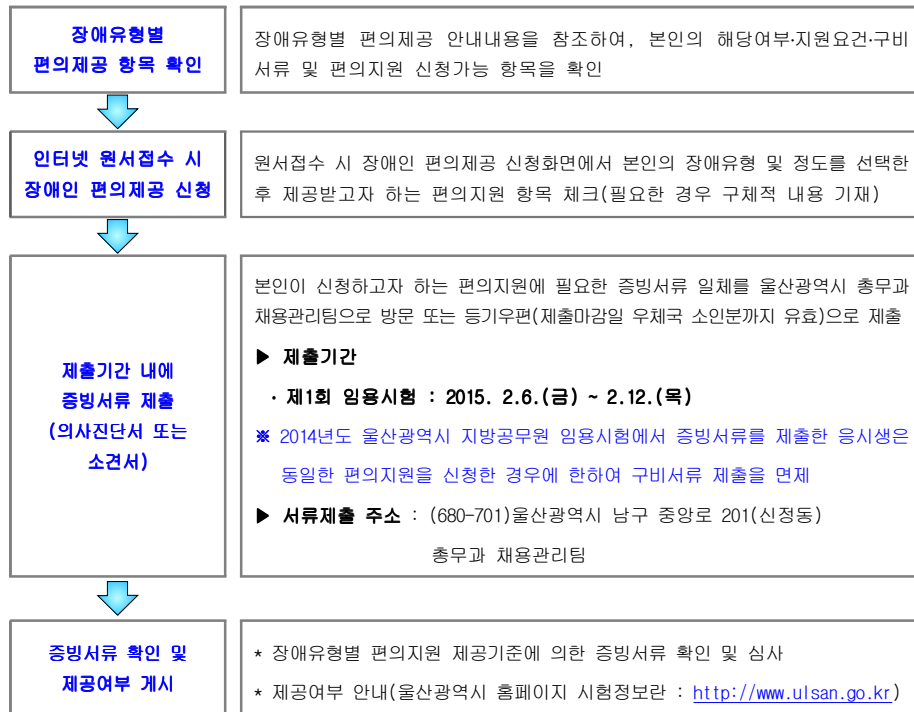 장애유형별
편의제공 항목 확인
장애유형별 편의제공 안내내용을 참조하여, 본인의 해당여부·지원요건·구비
서류 및 편의지원 신청가능 항목을 확인
인터넷 원서접수 시
장애인 편의제공 신청
원서접수 시 장애인 편의제공 신청화면에서 본인의 장애유형 및 정도를 선택한
후 제공받고자 하는 편의지원 항목 체크(필요한 경우 구체적 내용 기재)
제출기간 내에
증빙서류 제출
(의사진단서 또는
소견서)
본인이 신청하고자 하는 편의지원에 필요한 증빙서류 일체를 울산광역시 총무과
채용관리팀으로 방문 또는 등기우편(제출마감일 우체국 소인분까지 유효)으로 제출
▶ 제출기간
· 제1회 임용시험 : 2015. 2.6.(금) ~ 2.12.(목)
※ 2014년도 울산광역시 지방공무원 임용시험에서 증빙서류를 제출한 응시생은
동일한 편의지원을 신청한 경우에 한하여 구비서류 제출을 면제
▶ 서류제출 주소 : (680-701)울산광역시 남구 중앙로 201(신정동)
총무과 채용관리팀
증빙서류 확인 및
제공여부 게시
* 장애유형별 편의지원 제공기준에 의한 증빙서류 확인 및 심사
* 제공여부 안내(울산광역시 홈페이지 시험정보란 : http://www.ulsan.go.kr)